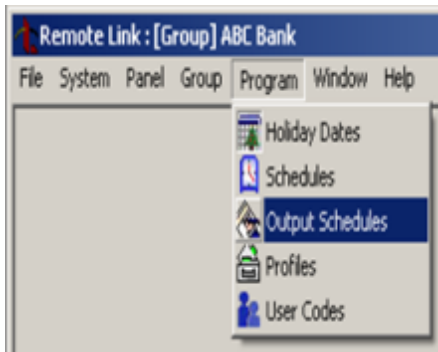 Remote Link : [Group] ABC Bank
File System Panel Group Program Window Help
Holiday Dates
Schedules
Output Schedules
Profiles
User Codes